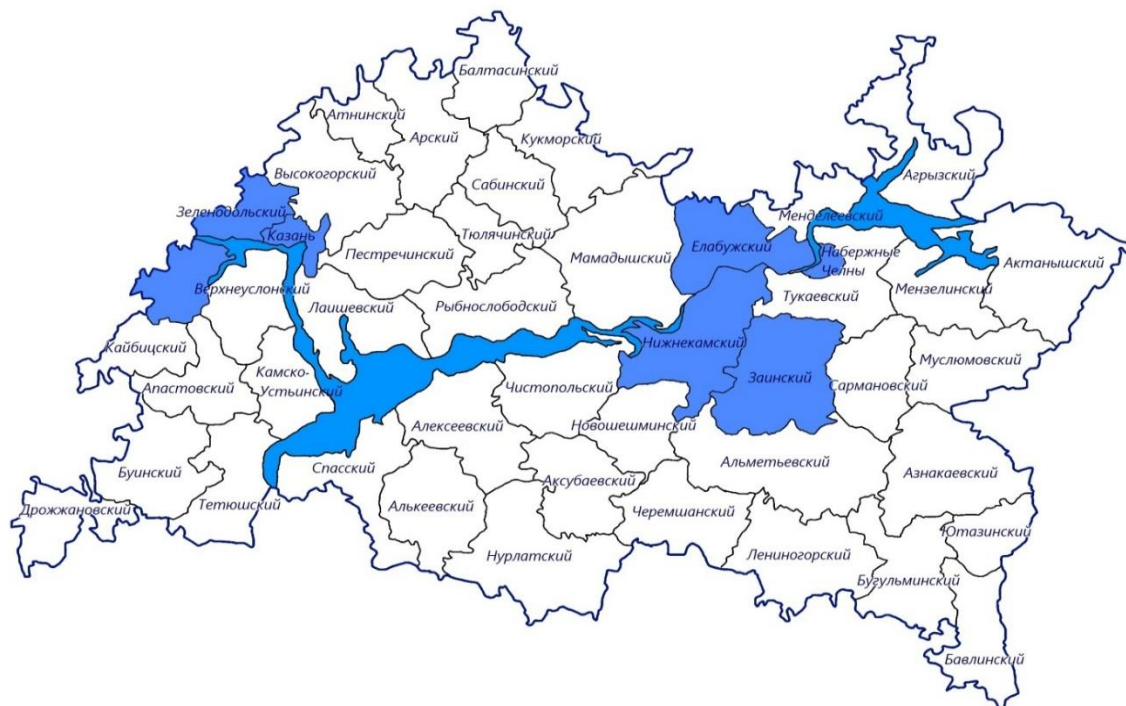 Балтасинский
Атнинский
Арский
Кукморский
Высокогорский
Сабинский
Агрызский
Зеленодольский
Казань
Тюлячинский
Менделеевский
Пестречинский
Мамадышский
Елабужский
Набержные
Челны
Актанышский
Верхнеуслонский
Лаишевский
Рыбнослободский
Тукаевский
Мензелинский
Кайбицский
Нижнекамский
Муслюмовский
Апастовский
Камско-
Устьинский
Чистопольский
Заинский
Сармановский
Алексеевский
Новошешминский
Буинский
Спасский
Альметьевский
Азнакаевский
Аксубаевский
Дрожжановский
Тетюшский
Алькеевский
Черемшанский
Нурлатский
Лениногорский
Ютазинский
Бугульминский
Бавлинский